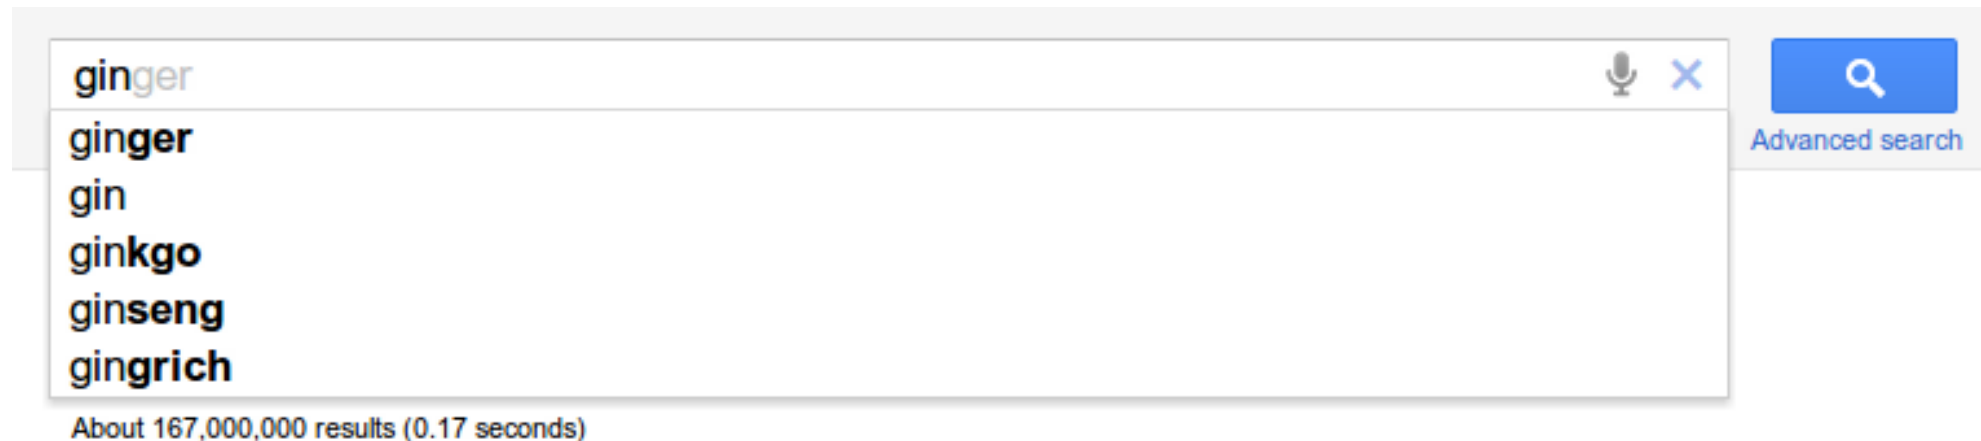 ginger
ginger
gin
ginkgo
ginseng
gingrich
Advanced search
About 167,000,000 results (0.17 seconds)